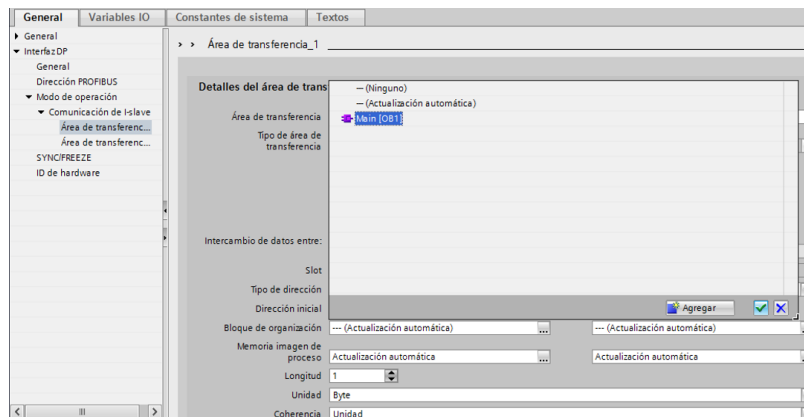 General Variables IO Constantes de sistema Textos
General
Interfaz DP
General
Dirección PROFIBUS
Modo de operación
Comunicación de I-slave
Área de transferenc...
Área de transferenc...
SYNC/FREEZE
ID de hardware
> > Área de transferencia_1
Detalles del área de trans
Área de transferencia
Tipo de área de
transferencia
Intercambio de datos entre:
Slot
Tipo de dirección
Dirección inicial
— (Ninguno)
— (Actualización automática)
Main [OB1]
Agregar
Bloque de organización --- (Actualización automática) ... --- (Actualización automática)
Memoria imagen de
proceso Actualización automática ... Actualización automática
Longitud 1
Unidad Byte
Coherencia Unidad